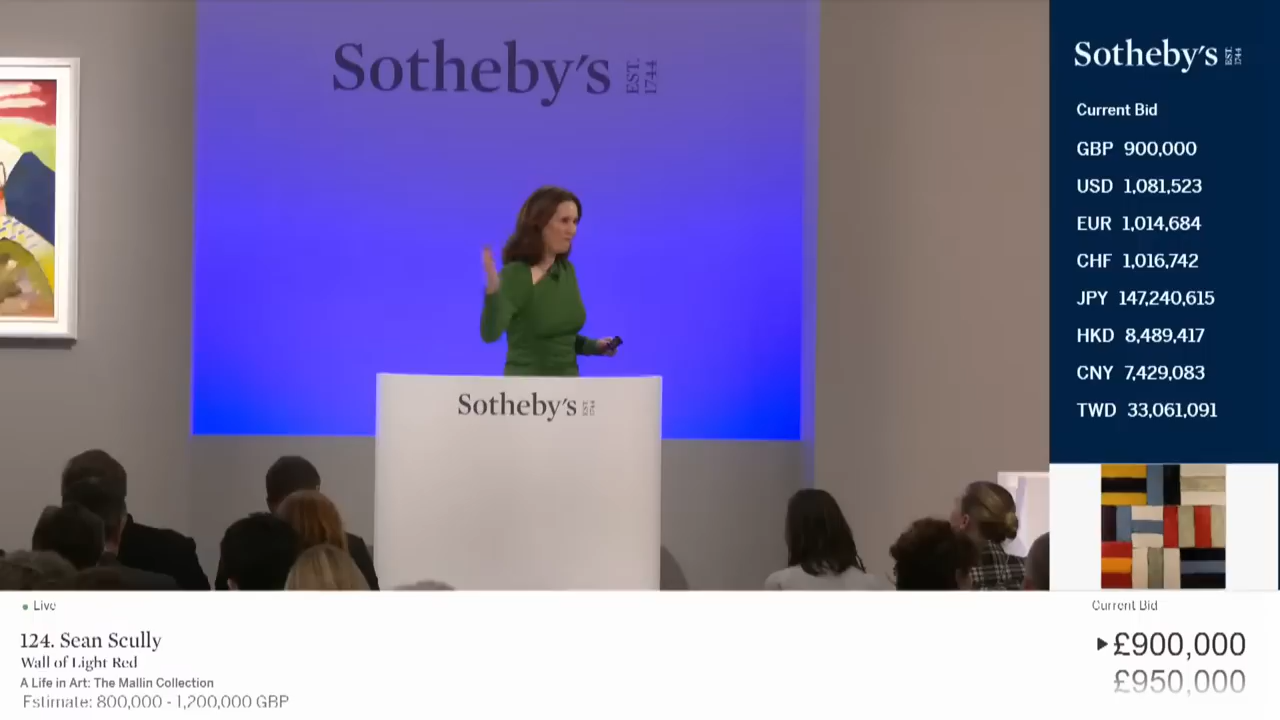 Sotheby's EST. 1744
Sotheby's EST. 1744
Sotheby's EST. 1744
Current Bid
GBP 900,000
USD 1,081,523
EUR 1,014,684
CHF 1,016,742
JPY 147,240,615
HKD 8,489,417
CNY 7,429,083
TWD 33,061,091
Live
124. Sean Scully
Wall of Light Red
A Life in Art: The Mallin Collection
Estimate: 800,000 - 1,200,000 GBP
Current Bid
£900,000
£950,000